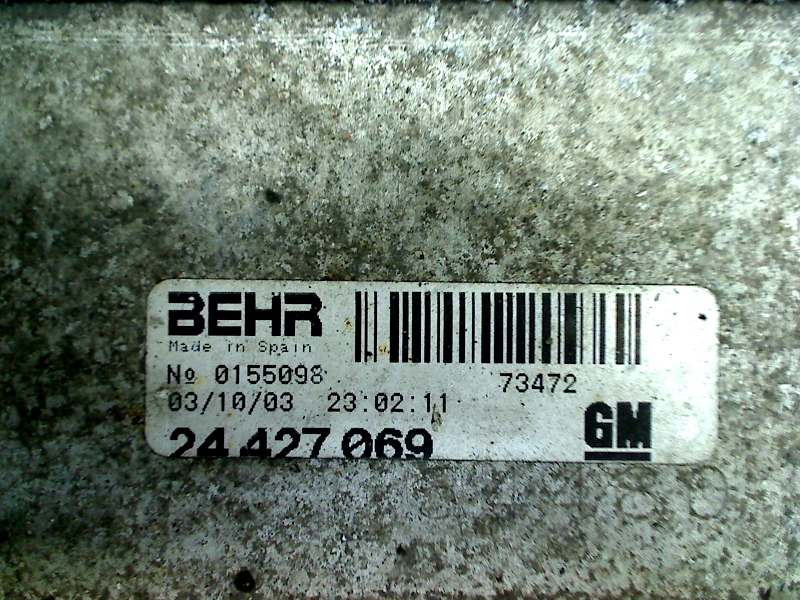 BEHR
Made in Spain
No 0155098
73472
03/10/03 23:02:11
24.427.069
GM